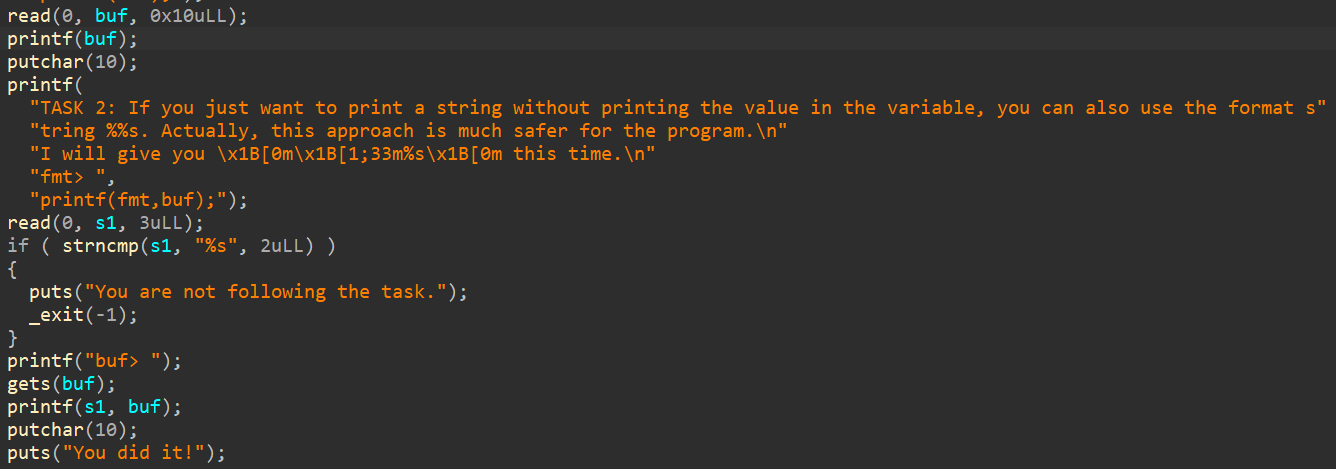 read(0, buf, 0x10uLL);
printf(buf);
putchar(10);
printf(
"TASK 2: If you just want to print a string without printing the value in the variable, you can also use the format s"
"tring %%s. Actually, this approach is much safer for the program.\n"
"I will give you \x1B[0m\x1B[1;33m%s\x1B[0m this time.\n"
"fmt> ",
"printf(fmt,buf);");
read(0, s1, 3uLL);
if ( strncmp(s1, "%s", 2uLL) )
{
puts("You are not following the task.");
_exit(-1);
}
printf("buf> ");
gets(buf);
printf(s1, buf);
putchar(10);
puts("You did it!");